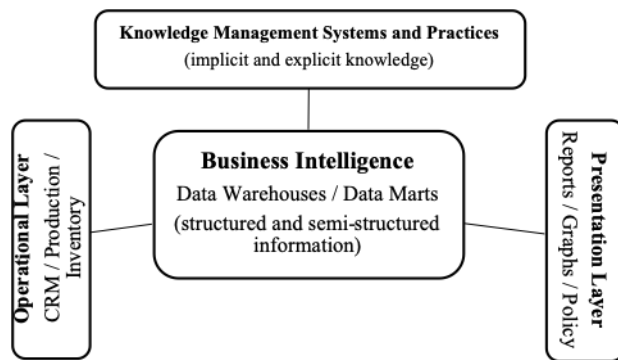 Knowledge Management Systems and Practices
(implicit and explicit knowledge)
Operational Layer
CRM / Production /
Inventory
Business Intelligence
Data Warehouses / Data Marts
(structured and semi-structured
information)
Presentation Layer
Reports / Graphs / Policy